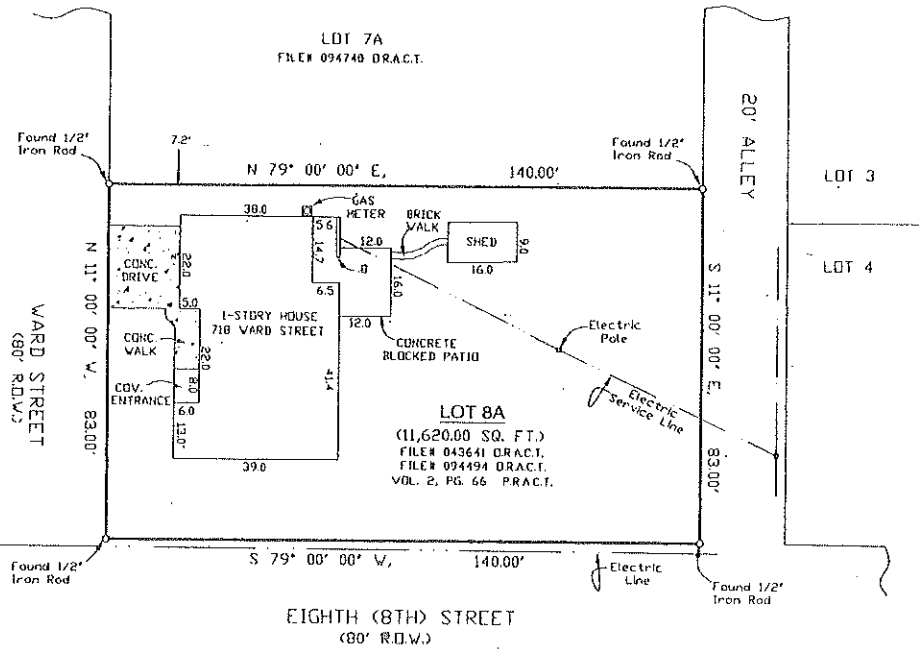 LOT 7A
FILE# 094740 O.R.A.C.T.
20' ALLEY
Found 1/2"
Iron Rod
7.2'
N 79° 00' 00" E,
140.00'
Found 1/2"
Iron Rod
LOT 3
LOT 4
GAS
METER
BRICK
WALK
38.0
5.6
12.0
SHED
9.0
16.0
14.7
.0
6.5
16.0
12.0
CONC.
DRIVE
22.0
5.0
N 11° 00' 00" W,
83.00'
WARD STREET
(80' R.O.W.)
1-STORY HOUSE
718 WARD STREET
CONCRETE
BLOCKED PATIO
CONC.
WALK
22.0
8.0
COV.
ENTRANCE
6.0
13.0'
41.4
39.0
Electric
Pole
Electric
Service Line
S 11° 00' 00" E,
83.00'
LOT 8A
(11,620.00 SQ. FT.)
FILE# 043641 O.R.A.C.T.
FILE# 094494 O.R.A.C.T.
VOL. 2, PG. 66 P.R.A.C.T.
Found 1/2"
Iron Rod
S 79° 00' 00" W,
140.00'
Electric
Line
Found 1/2"
Iron Rod
EIGHTH (8TH) STREET
(80' R.O.W.)